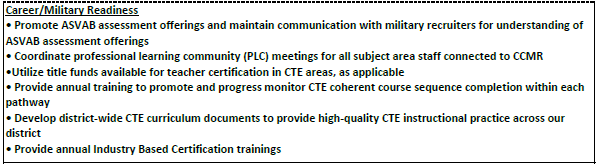 Career/Military Readiness
• Promote ASVAB assessment offerings and maintain communication with military recruiters for understanding of
ASVAB assessment offerings
• Coordinate professional learning community (PLC) meetings for all subject area staff connected to CCMR
•Utilize title funds available for teacher certification in CTE areas, as applicable
• Provide annual training to promote and progress monitor CTE coherent course sequence completion within each
pathway
• Develop district-wide CTE curriculum documents to provide high-quality CTE instructional practice across our
district
• Provide annual Industry Based Certification trainings